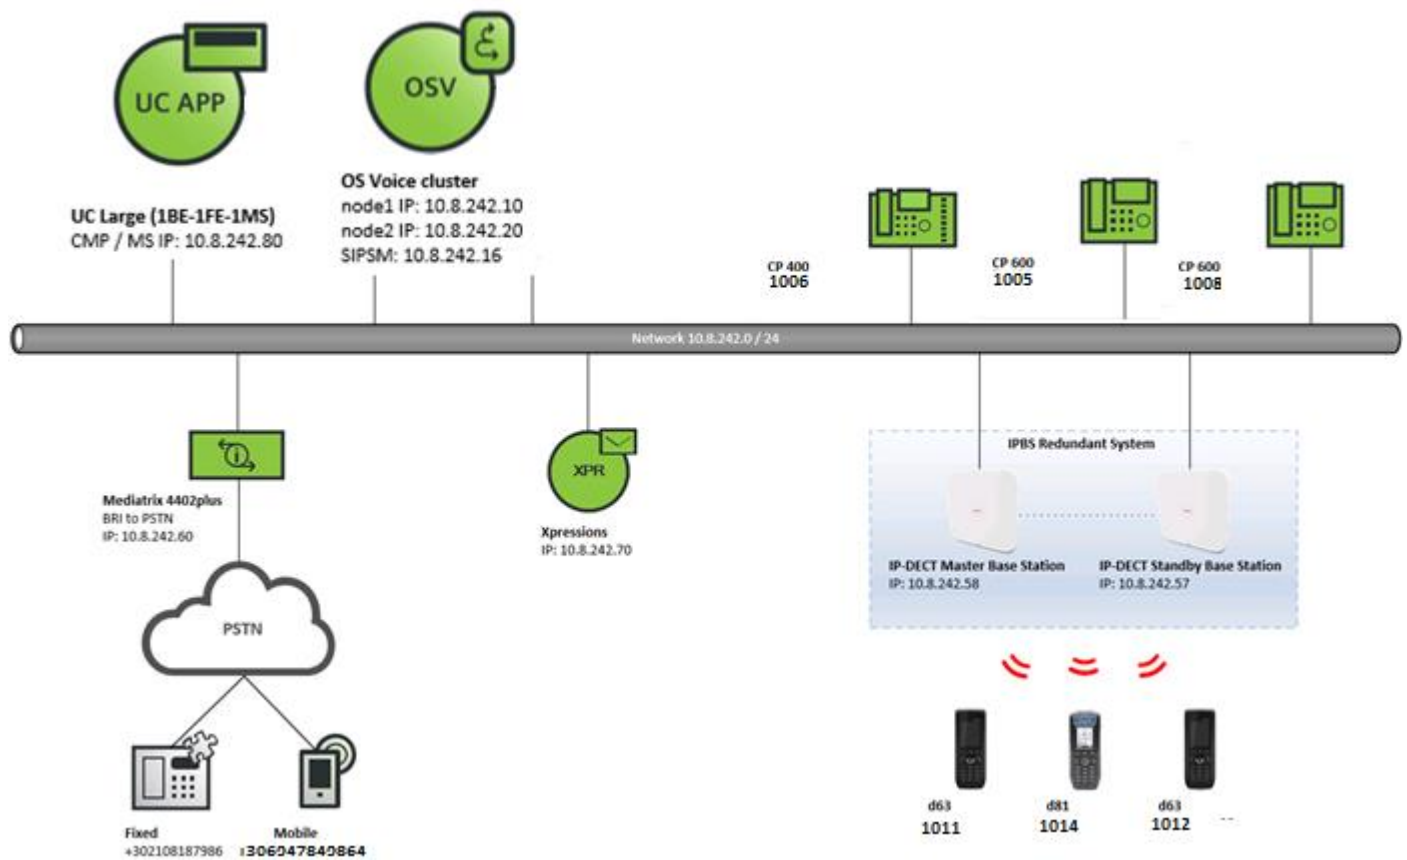 UC APP
OSV
UC Large (1BE-1FE-1MS)
CMP / MS IP: 10.8.242.80
OS Voice cluster
node1 IP: 10.8.242.10
node2 IP: 10.8.242.20
SIPSM: 10.8.242.16
CP 400
1006
CP 600
1005
CP 600
1008
Network 10.8.242.0 / 24
Mediatrix 4402plus
BRI to PSTN
IP: 10.8.242.60
XPR
Xpressions
IP: 10.8.242.70
IPBS Redundant System
IP-DECT Master Base Station
IP: 10.8.242.58
IP-DECT Standby Base Station
IP: 10.8.242.57
PSTN
Fixed
+302108187986
Mobile
d63
1011
d81
1014
d63
1012